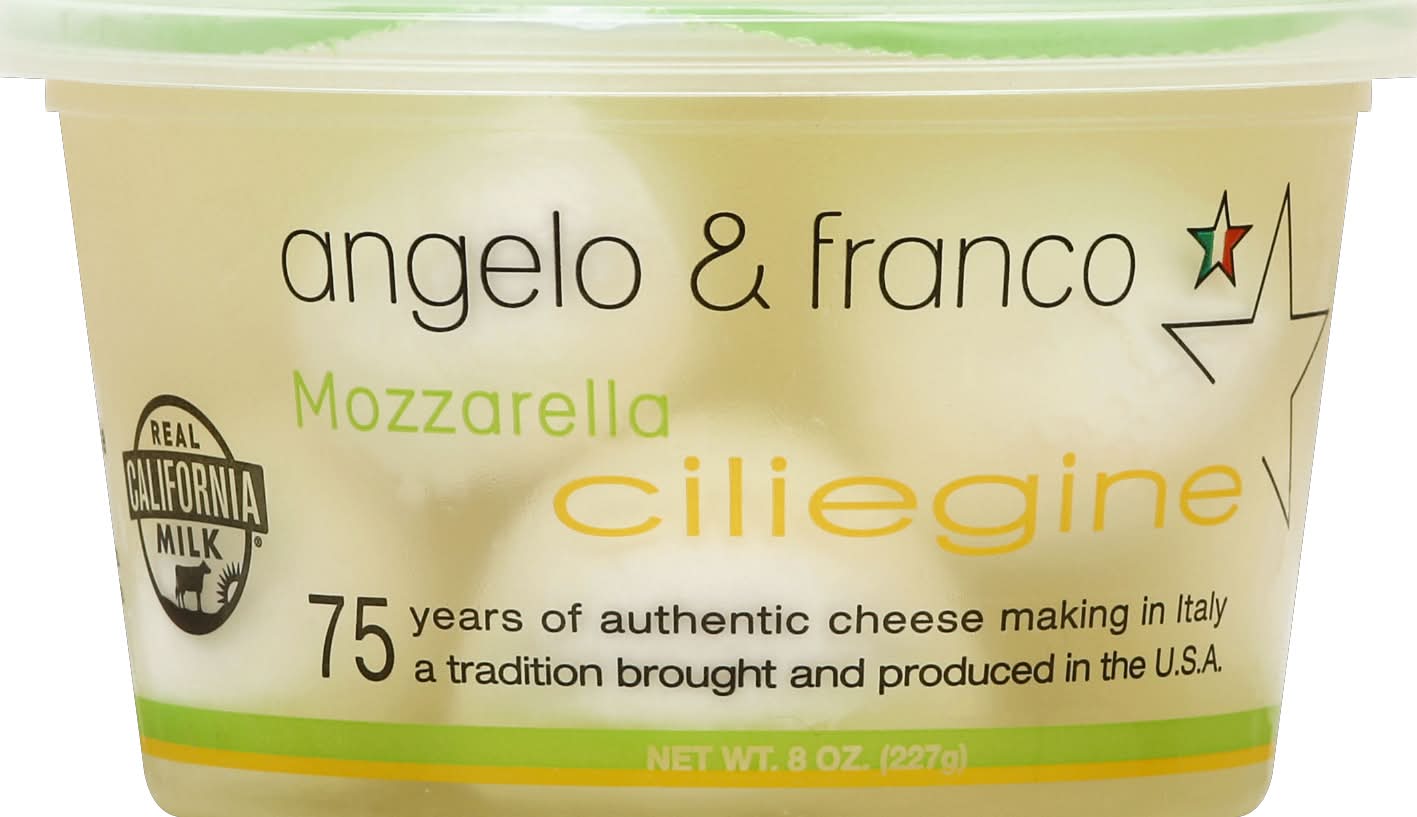 angelo & franco
Mozzarella
ciliegine
REAL
CALIFORNIA
MILK
®
75 years of authentic cheese making in Italy
a tradition brought and produced in the U.S.A.
NET WT. 8 OZ. (227g)